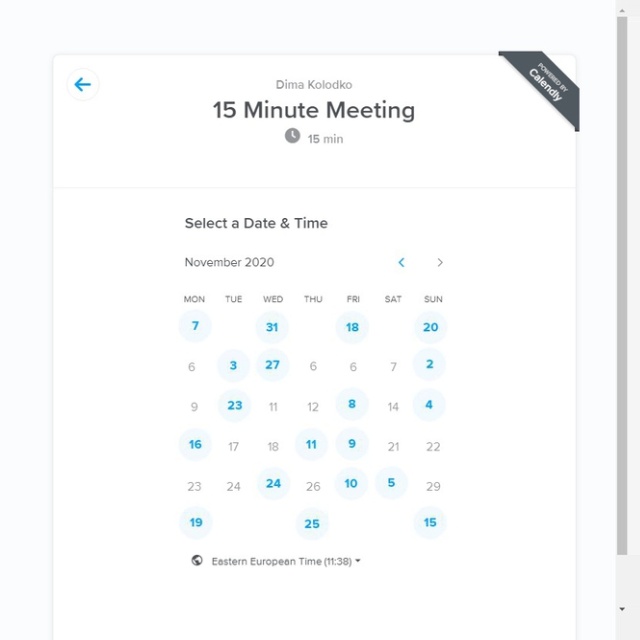 Dima Kolodko
15 Minute Meeting
15 min
POWERED BY
Calendly
Select a Date & Time
November 2020
MON TUE WED THU FRI SAT SUN
7 31 18 20
6 3 27 6 6 7 2
9 23 11 12 8 14 4
16 17 18 11 9 21 22
23 24 24 26 10 5 29
19 25 15
Eastern European Time (11:38)